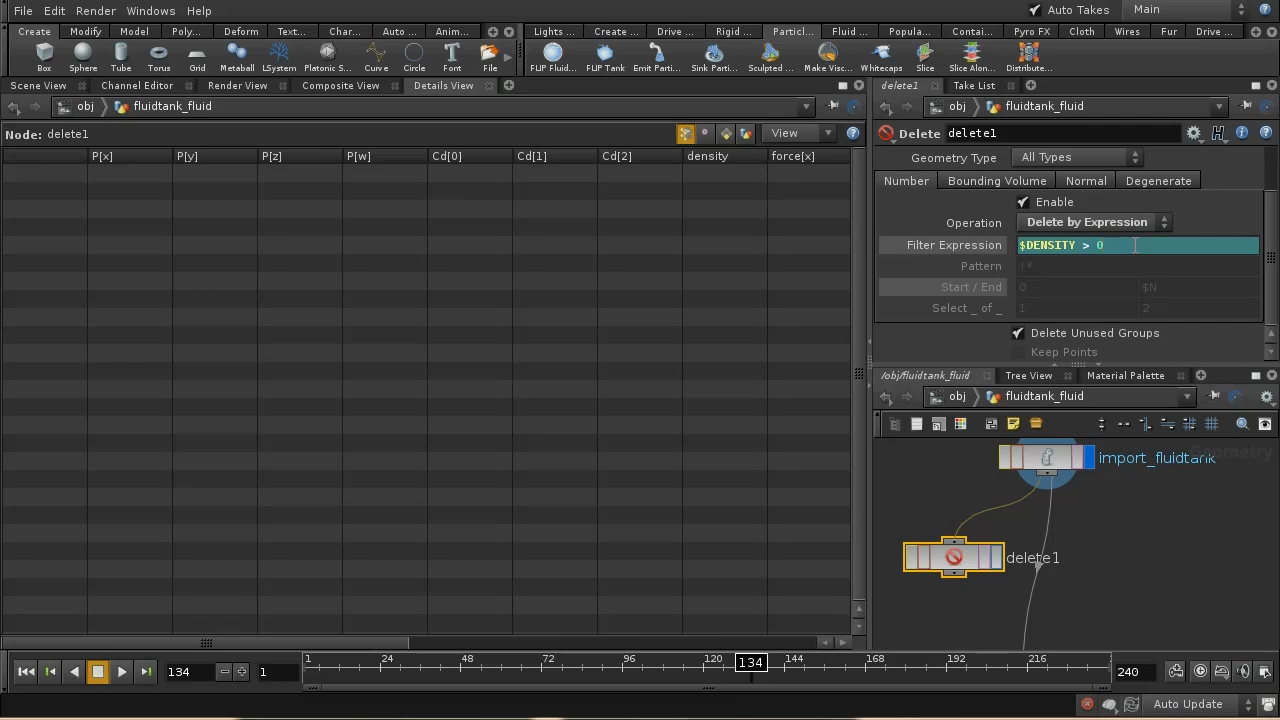 File Edit Render Windows Help Auto Takes Main
Create Modify Model Poly... Deform Text... Char... Auto ... Anim... Lights ... Create ... Drive ... Rigid ... Particl... Fluid ... Popula... Contai... Pyro FX Cloth Wires Fur Drive ...
Box Sphere Tube Torus Grid Metaball LSystem Platonic... Curve Circle Font File FLIP Fluid... FLIP Tank Emit Parti... Sink Parti... Sculpted ... Make Visc... Whitecaps Slice Slice Alon... Distribut...
Scene View Channel Editor Render View Composite View Details View
obj fluidtank_fluid
Node: delete1 View
P[x] P[y] P[z] P[w] Cd[0] Cd[1] Cd[2] density force[x]
delete1 Take List
obj fluidtank_fluid
Delete delete1
Geometry Type All Types
Number Bounding Volume Normal Degenerate
Enable
Operation Delete by Expression
Filter Expression $DENSITY > 0
Pattern !*
Start / End 0 $N
Select _ of _ 1 2
Delete Unused Groups
Keep Points
/obj/fluidtank_fluid Tree View Material Palette
obj fluidtank_fluid
Geometry
import_fluidtank
delete1
134 1 1 24 48 72 96 120 134 144 168 192 216 240
Auto Update